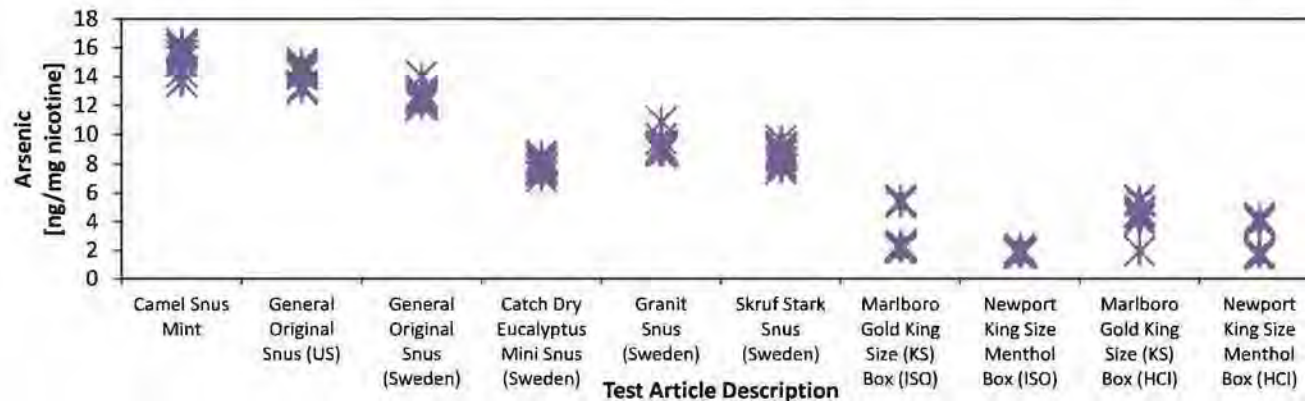 18
16
14
12
10
8
6
4
2
0
Arsenic
[ng/mg nicotine]
Camel Snus
Mint
General
Original
Snus (US)
General
Original
Snus
(Sweden)
Catch Dry
Eucalyptus
Mini Snus
(Sweden)
Granit
Snus
(Sweden)
Skruf Stark
Snus
(Sweden)
Marlboro
Gold King
Size (KS)
Box (ISO)
Newport
King Size
Menthol
Box (ISO)
Marlboro
Gold King
Size (KS)
Box (HCI)
Newport
King Size
Menthol
Box (HCI)
Test Article Description